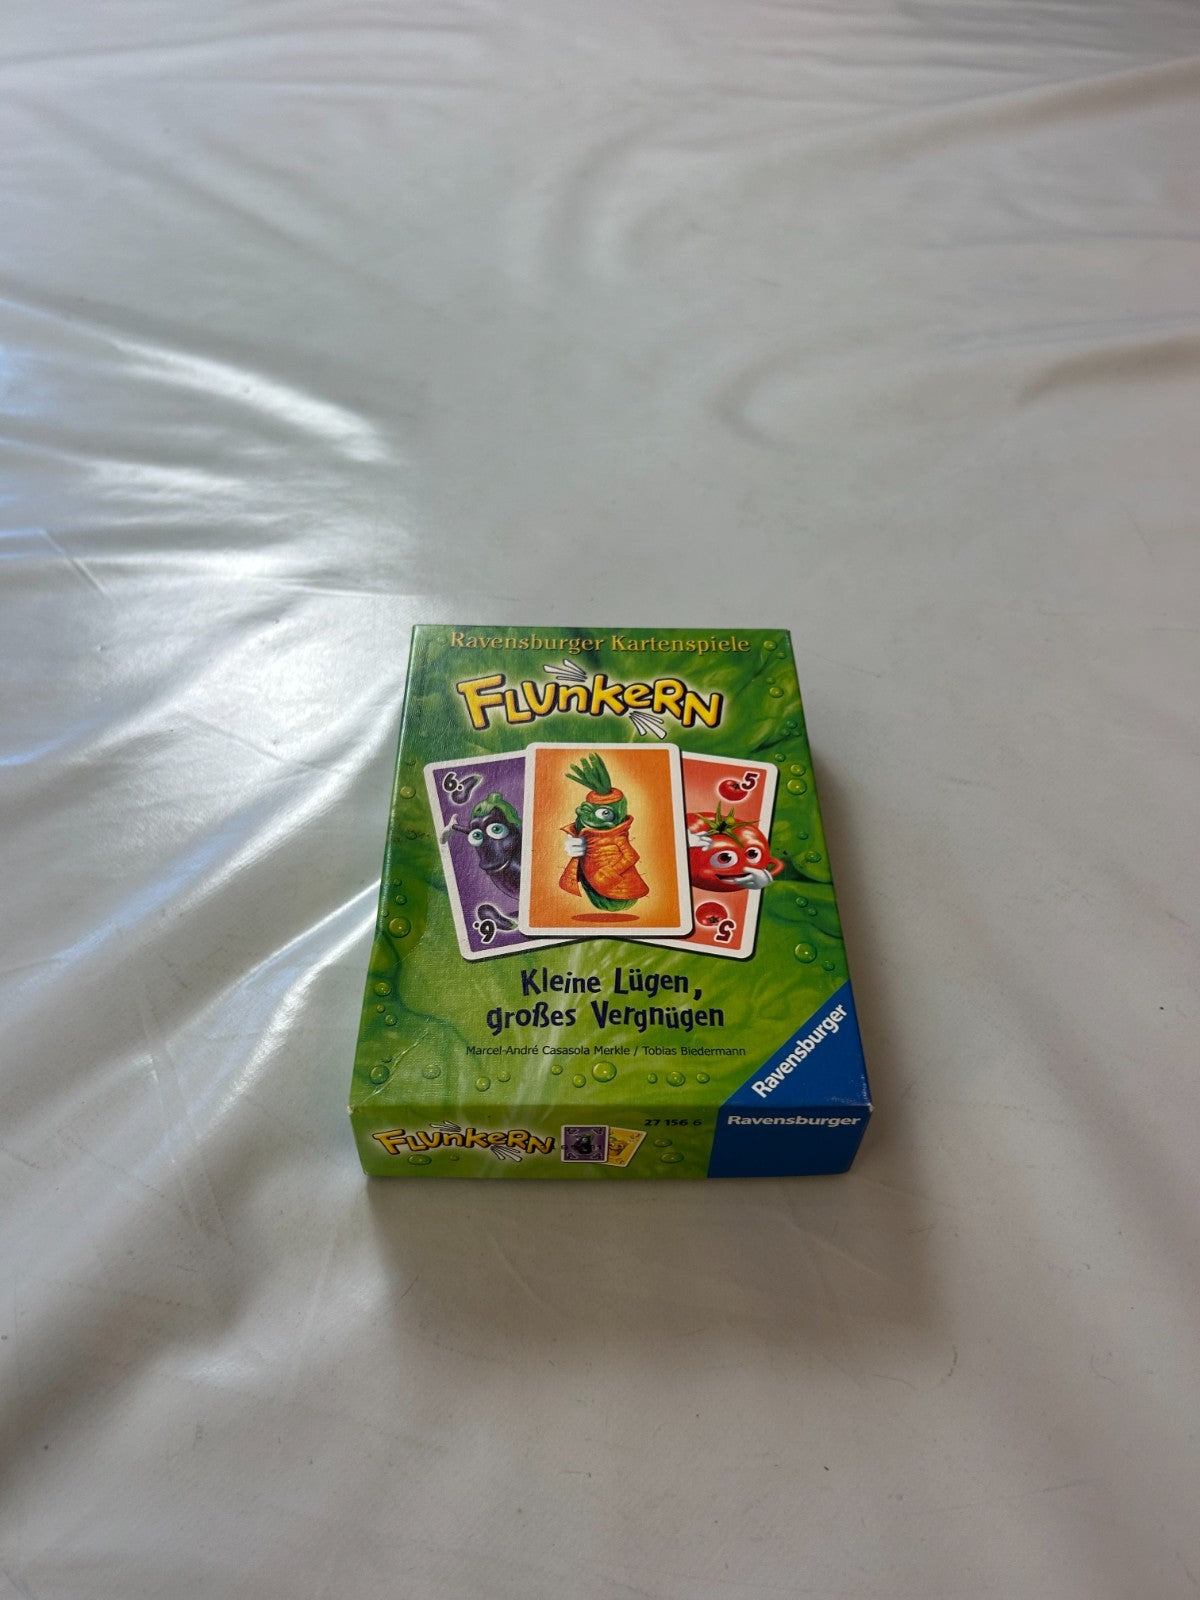 Ravensburger Kartenspiele
FLUNKERN
6.
5
6.
5
Kleine Lügen,
großes Vergnügen
Marcel-André Casasola Merkle / Tobias Biedermann
Ravensburger
FLUNKERN
27 156 6
Ravensburger